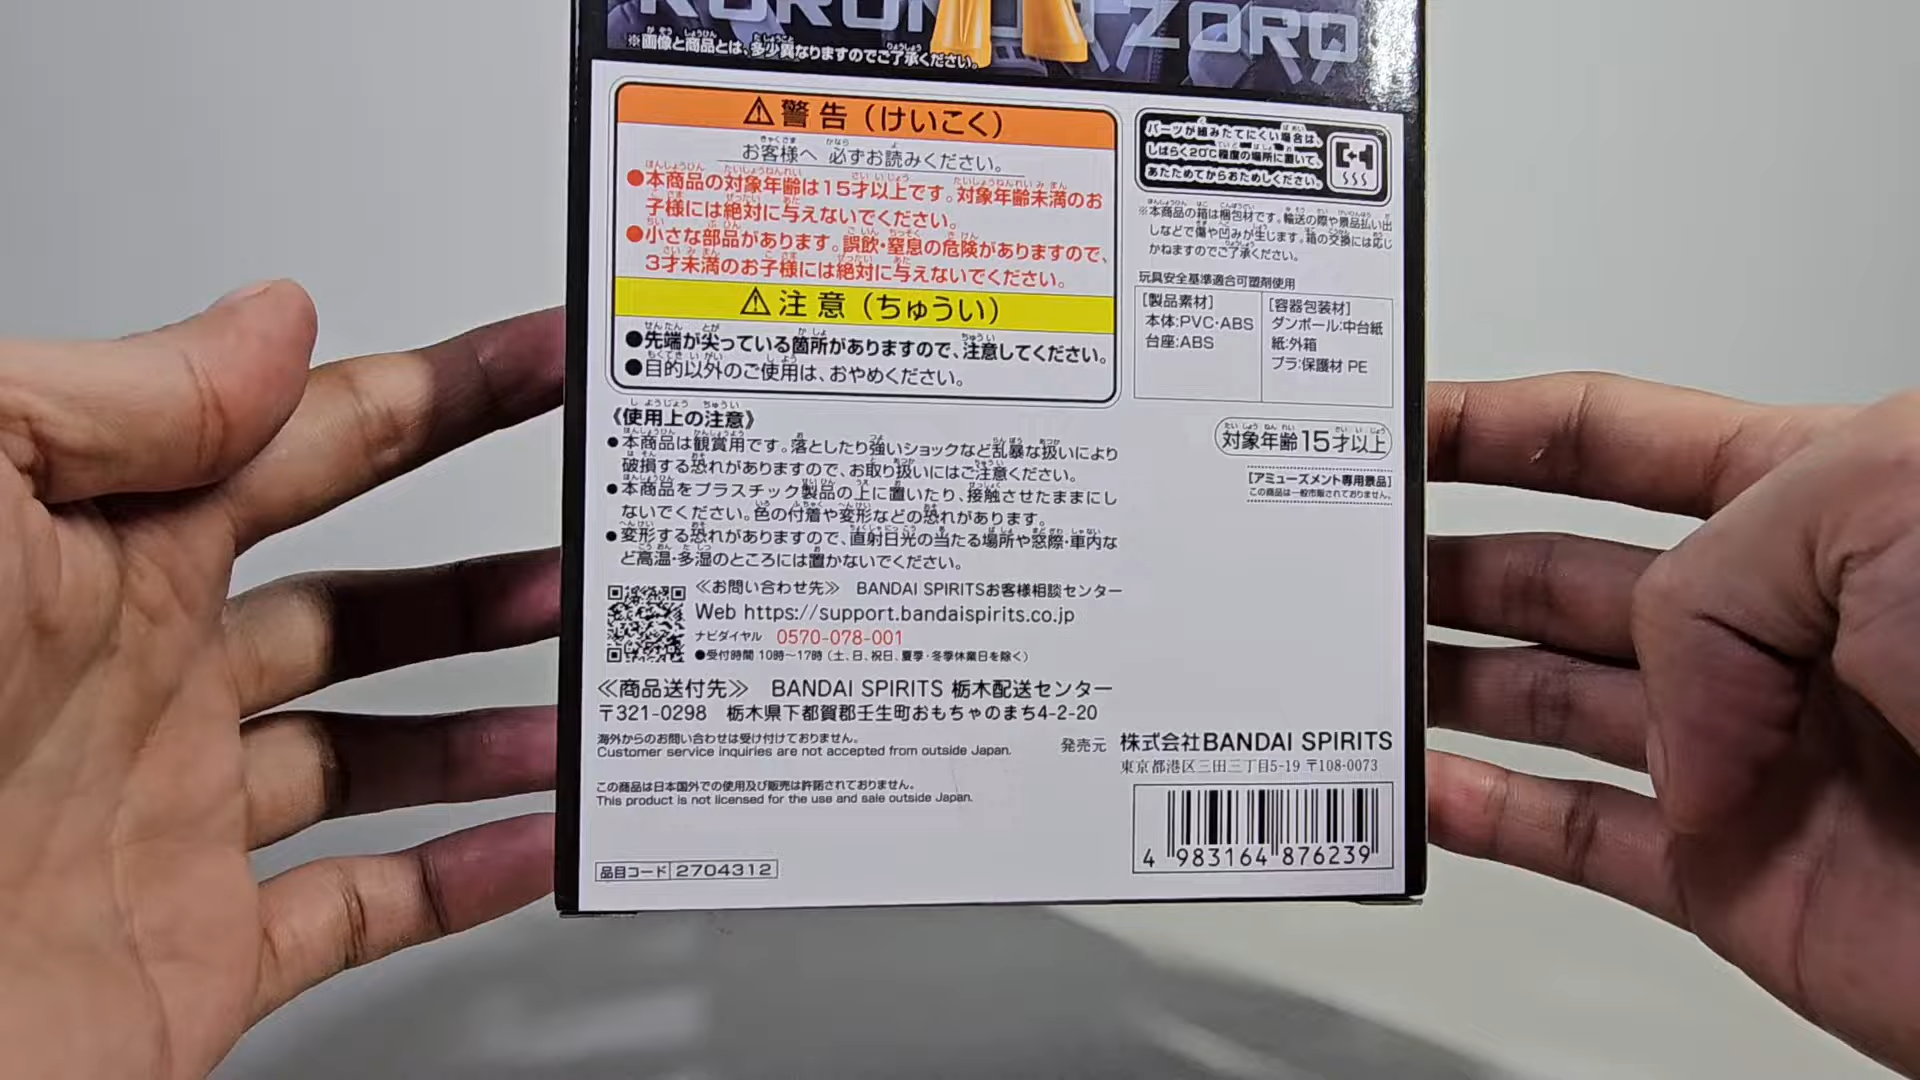 ZORO
※画像と商品とは、多少異なりますのでご了承ください。
⚠警告（けいこく）
お客様へ 必ずお読みください。
●本商品の対象年齢は15才以上です。対象年齢未満のお
子様には絶対に与えないでください。
●小さな部品があります。誤飲・窒息の危険がありますので、
3才未満のお子様には絶対に与えないでください。
⚠注意（ちゅうい）
●先端が尖っている箇所がありますので、注意してください。
●目的以外のご使用は、おやめください。
《使用上の注意》
●本商品は観賞用です。落としたり強いショックなど乱暴な扱いにより
破損する恐れがありますので、お取り扱いにはご注意ください。
●本商品をプラスチック製品の上に置いたり、接触させたままにし
ないでください。色の付着や変形などの恐れがあります。
●変形する恐れがありますので、直射日光の当たる場所や窓際・車内な
ど高温・多湿のところには置かないでください。
≪お問い合わせ先≫ BANDAI SPIRITSお客様相談センター
Web https://support.bandaispirits.co.jp
ナビダイヤル 0570-078-001
●受付時間 10時～17時（土、日、祝日、夏季・冬季休業日を除く）
≪商品送付先≫ BANDAI SPIRITS 栃木配送センター
〒321-0298 栃木県下都賀郡壬生町おもちゃのまち4-2-20
海外からのお問い合わせは受け付けておりません。
Customer service inquiries are not accepted from outside Japan.
この商品は日本国外での使用及び販売は許諾されておりません。
This product is not licensed for the use and sale outside Japan.
品目コード 2704312
パーツが組みたてにくい場合は、
しばらく20℃程度の場所に置いて、
あたためてからおためしください。
※本商品の箱は梱包材です。輸送の際や景品払い出
しなどで傷や凹みが生じます。箱の交換には応じ
かねますのでご了承ください。
玩具安全基準適合可塑剤使用
［製品素材］
本体:PVC・ABS
台座:ABS
［容器包装材］
ダンボール:中台紙
紙:外箱
プラ:保護材 PE
対象年齢15才以上
［アミューズメント専用景品］
この商品は一般市販されておりません。
発売元 株式会社BANDAI SPIRITS
東京都港区三田三丁目5-19 〒108-0073
4 983164 876239